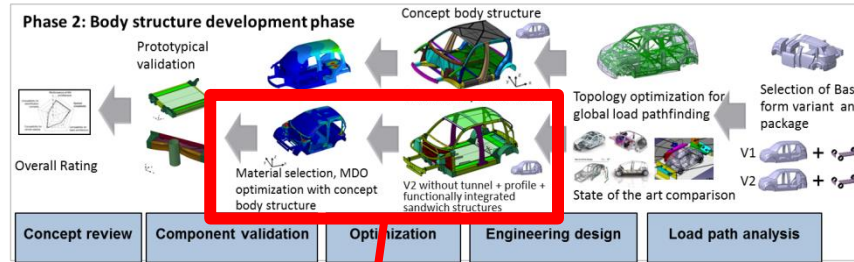 Phase 2: Body structure development phase
Concept body structure
Prototypical
validation
Selection of Bas
form variant an
package
Topology optimization for
global load pathfinding
Overall Rating
Material selection, MDO
optimization with concept
body structure
V2 without tunnel + profile +
functionally integrated
sandwich structures
State of the art comparison
V1 +
V2 +
Concept review
Component validation
Optimization
Engineering design
Load path analysis